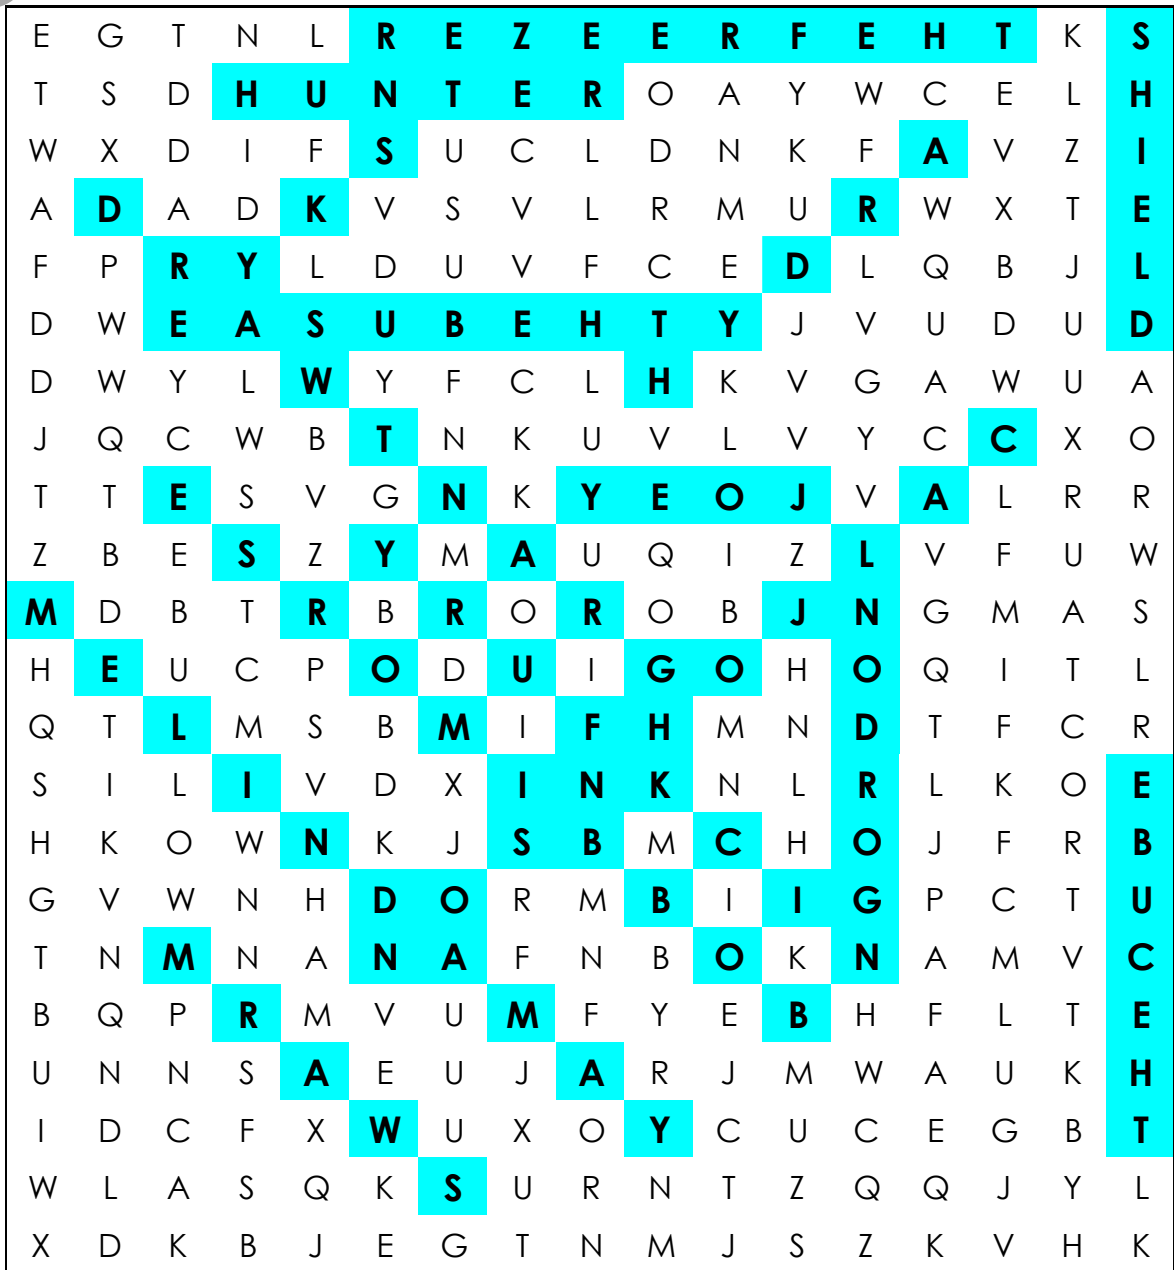 E G T N L R E Z E E R F E H T K S
T S D H U N T E R O A Y W C E L H
W X D I F S U C L D N K F A V Z I
A D A D K V S V L R M U R W X T E
F P R Y L D U V F C E D L Q B J L
D W E A S U B E H T Y J V U D U D
D W Y L W Y F C L H K V G A W U A
J Q C W B T N K U V L V Y C C X O
T T E S V G N K Y E O J V A L R R
Z B E S Z Y M A U Q I Z L V F U W
M D B T R B R O R O B J N G M A S
H E U C P O D U I G O H O Q I T L
Q T L M S B M I F H M N D T F C R
S I L I V D X I N K N L R L K O E
H K O W N K J S B M C H O J F R B
G V W N H D O R M B I I G P C T U
T N M N A N A F N B O K N A M V C
B Q P R M V U M F Y E B H F L T E
U N N S A E U J A R J M W A U K H
I D C F X W U X O Y C U C E G B T
W L A S Q K S U R N T Z Q Q J Y L
X D K B J E G T N M J S Z K V H K